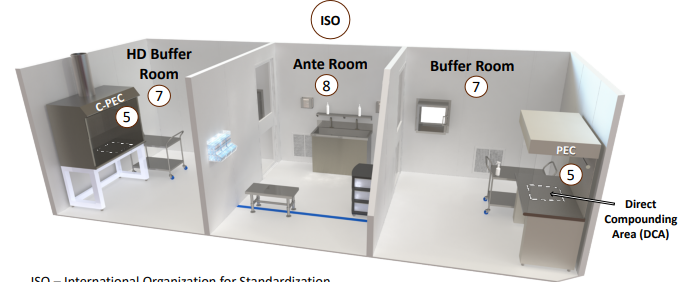 ISO
HD Buffer
Room
7
Ante Room
8
Buffer Room
7
C-PEC
5
PEC
5
Direct
Compounding
Area (DCA)
ISO – International Organization for Standardization